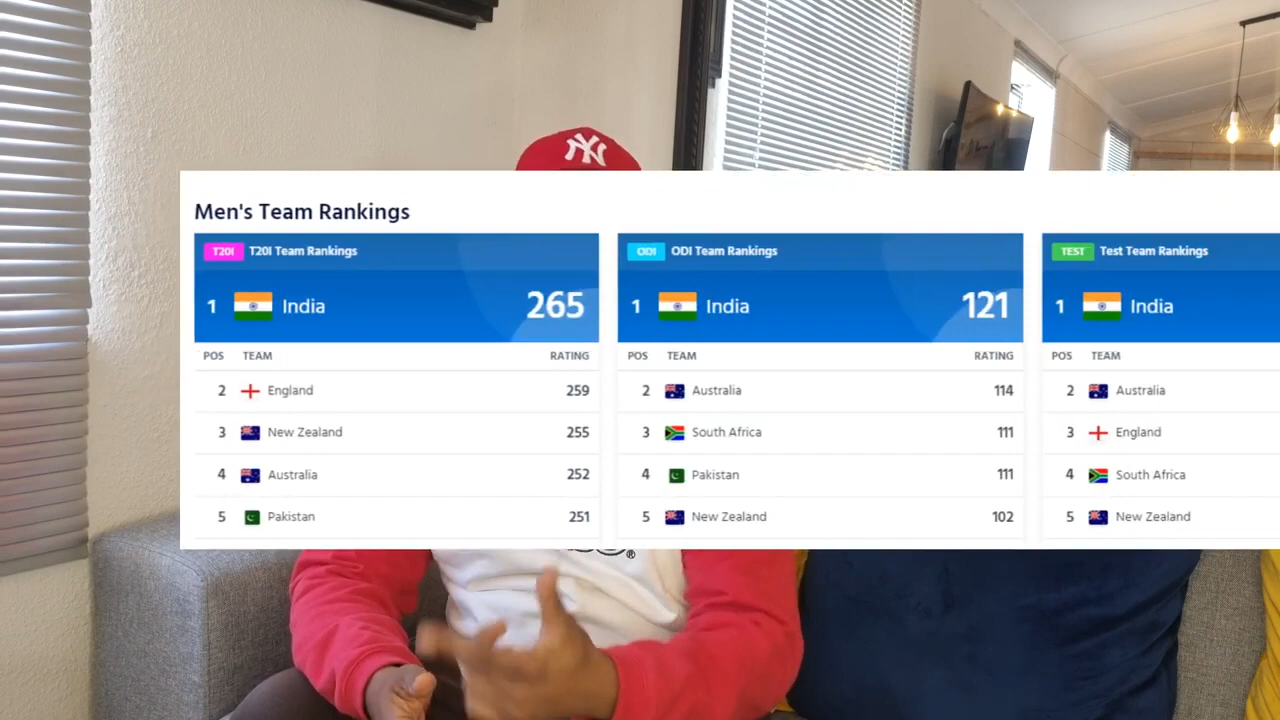 NY
Men's Team Rankings
T20I T20I Team Rankings
1 India 265
POS TEAM RATING
2 England 259
3 New Zealand 255
4 Australia 252
5 Pakistan 251
ODI ODI Team Rankings
1 India 121
POS TEAM RATING
2 Australia 114
3 South Africa 111
4 Pakistan 111
5 New Zealand 102
TEST Test Team Rankings
1 India
POS TEAM
2 Australia
3 England
4 South Africa
5 New Zealand
®